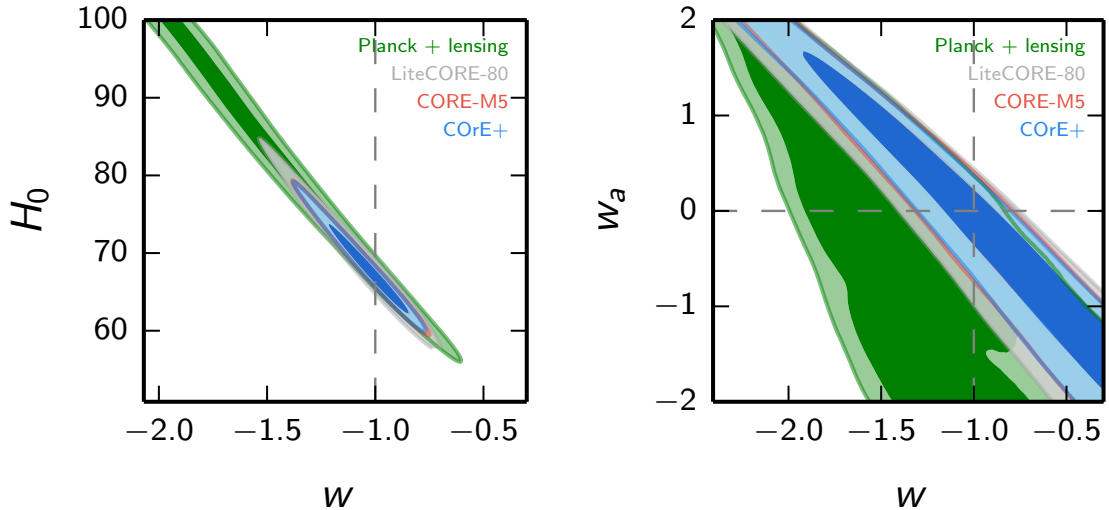 100
90
80
70
60
H₀
Planck + lensing
LiteCORE-80
CORE-M5
COrE+
−2.0 −1.5 −1.0 −0.5
w
2
1
0
−1
−2
wₐ
Planck + lensing
LiteCORE-80
CORE-M5
COrE+
−2.0 −1.5 −1.0 −0.5
w